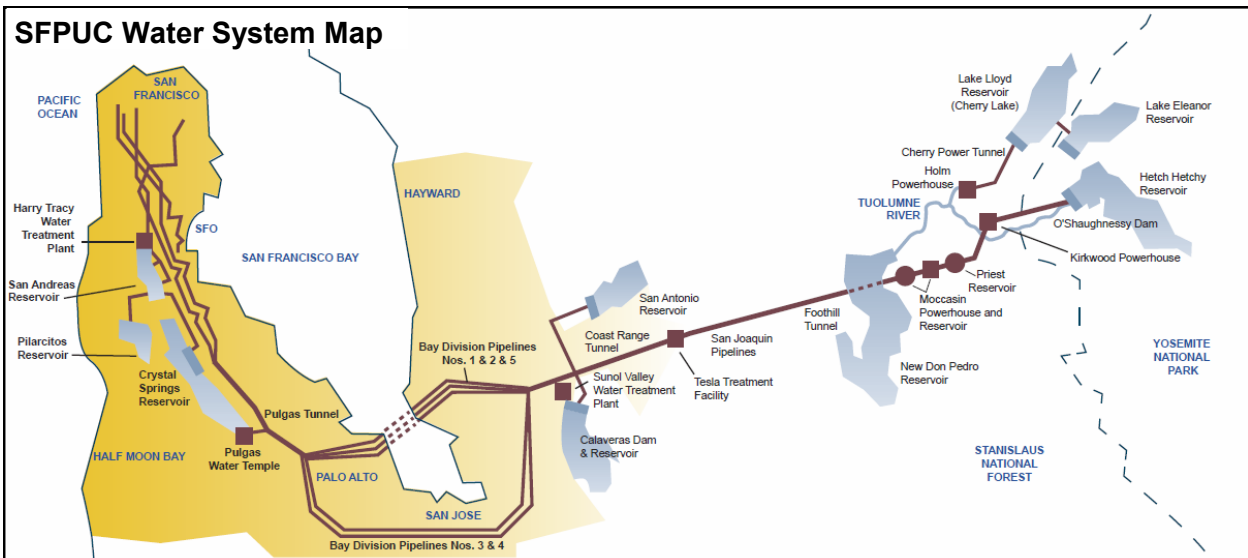 SFPUC Water System Map
SAN
FRANCISCO
PACIFIC
OCEAN
Harry Tracy
Water
Treatment
Plant
SFO
SAN FRANCISCO BAY
HAYWARD
San Andreas
Reservoir
Pilarcitos
Reservoir
Crystal
Springs
Reservoir
Pulgas Tunnel
HALF MOON BAY
Pulgas
Water Temple
PALO ALTO
SAN JOSE
Bay Division Pipelines
Nos. 1 & 2 & 5
Bay Division Pipelines Nos. 3 & 4
San Antonio
Reservoir
Coast Range
Tunnel
Sunol Valley
Water Treatment
Plant
Calaveras Dam
& Reservoir
Tesla Treatment
Facility
San Joaquin
Pipelines
Foothill
Tunnel
New Don Pedro
Reservoir
Moccasin
Powerhouse and
Reservoir
Priest
Reservoir
TUOLUMNE
RIVER
Holm
Powerhouse
Cherry Power Tunnel
Lake Lloyd
Reservoir
(Cherry Lake)
Lake Eleanor
Reservoir
Hetch Hetchy
Reservoir
O'Shaughnessy Dam
Kirkwood Powerhouse
YOSEMITE
NATIONAL
PARK
STANISLAUS
NATIONAL
FOREST